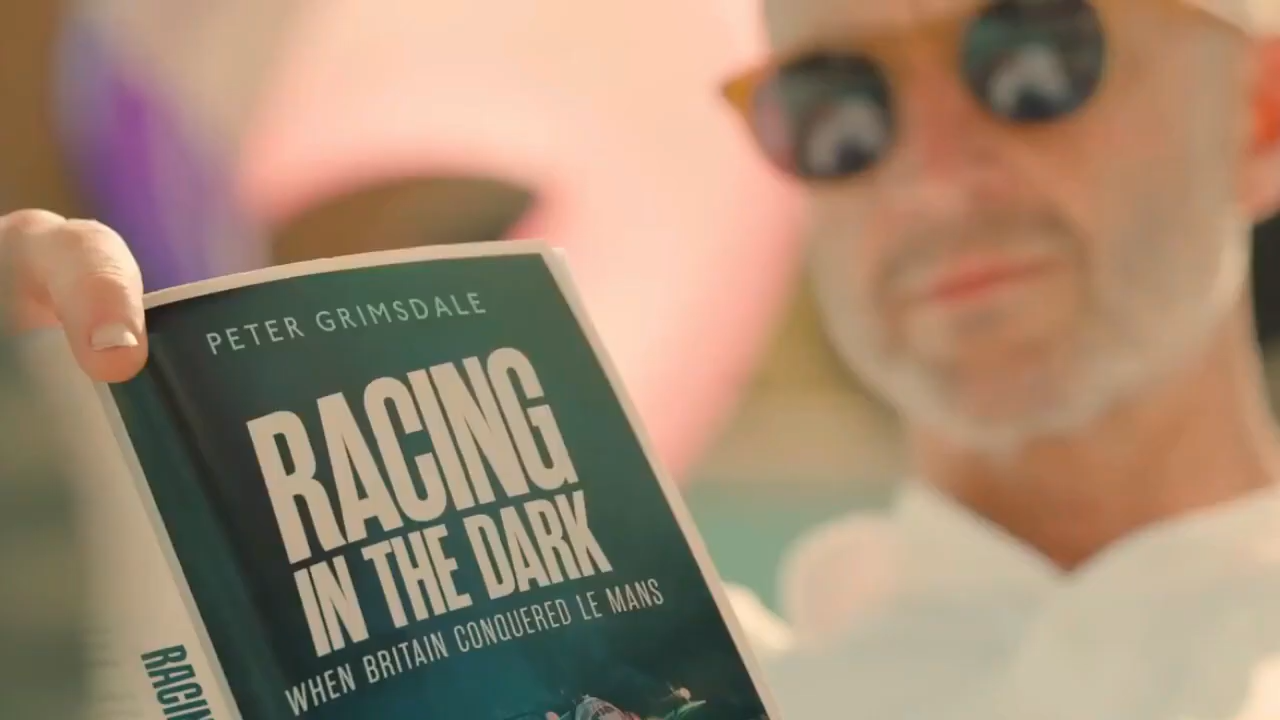 PETER GRIMSDALE
RACING
IN THE DARK
WHEN BRITAIN CONQUERED LE MANS